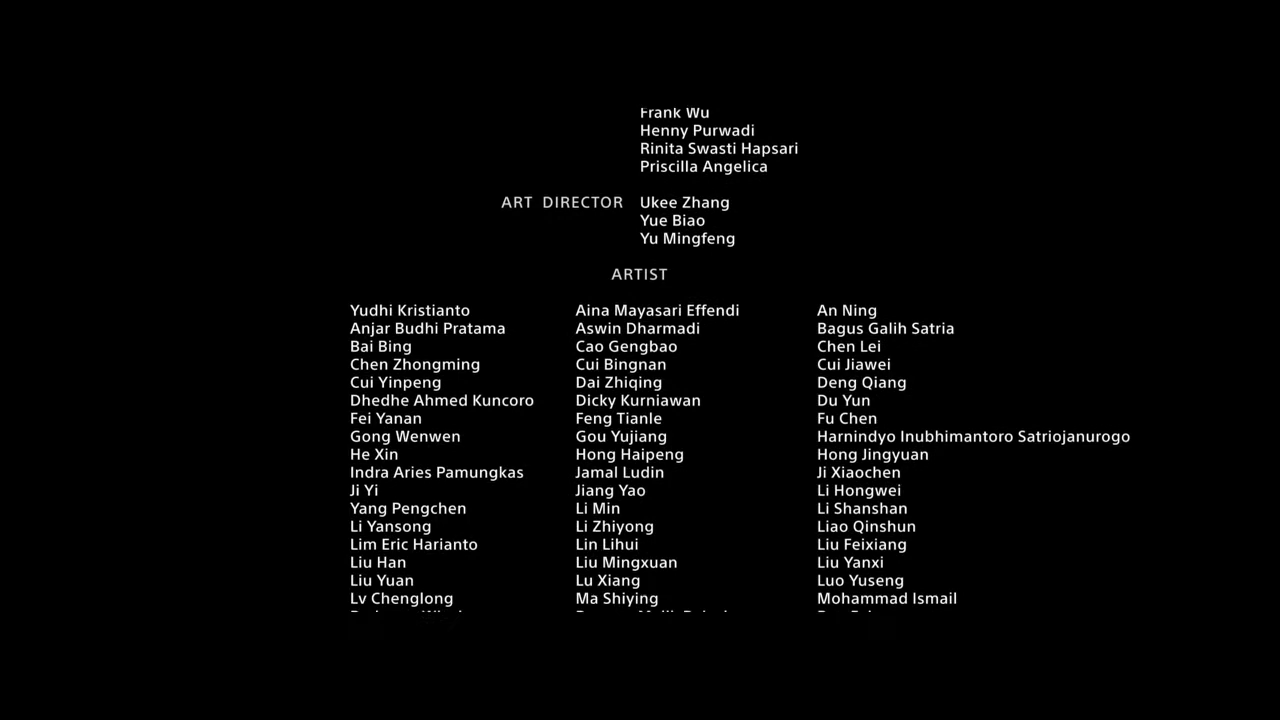 Frank Wu
Henny Purwadi
Rinita Swasti Hapsari
Priscilla Angelica
ART DIRECTOR Ukee Zhang
Yue Biao
Yu Mingfeng
ARTIST
Yudhi Kristianto Aina Mayasari Effendi An Ning
Anjar Budhi Pratama Aswin Dharmadi Bagus Galih Satria
Bai Bing Cao Gengbao Chen Lei
Chen Zhongming Cui Bingnan Cui Jiawei
Cui Yinpeng Dai Zhiqing Deng Qiang
Dhedhe Ahmed Kuncoro Dicky Kurniawan Du Yun
Fei Yanan Feng Tianle Fu Chen
Gong Wenwen Gou Yujiang Harnindyo Inubhimantoro Satriojanurogo
He Xin Hong Haipeng Hong Jingyuan
Indra Aries Pamungkas Jamal Ludin Ji Xiaochen
Ji Yi Jiang Yao Li Hongwei
Yang Pengchen Li Min Li Shanshan
Li Yansong Li Zhiyong Liao Qinshun
Lim Eric Harianto Lin Lihui Liu Feixiang
Liu Han Liu Mingxuan Liu Yanxi
Liu Yuan Lu Xiang Luo Yuseng
Lv Chenglong Ma Shiying Mohammad Ismail